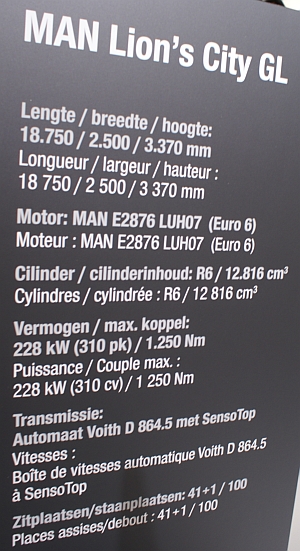 MAN Lion's City GL
Lengte / breedte / hoogte:
18.750 / 2.500 / 3.370 mm
Longueur / largeur / hauteur :
18 750 / 2 500 / 3 370 mm
Motor: MAN E2876 LUH07 (Euro 6)
Moteur : MAN E2876 LUH07 (Euro 6)
Cilinder / cilinderinhoud: R6 / 12.816 cm³
Cylindres / cylindrée : R6 / 12 816 cm³
Vermogen / max. koppel:
228 kW (310 pk) / 1.250 Nm
Puissance / Couple max. :
228 kW (310 cv) / 1 250 Nm
Transmissie:
Automaat Voith D 864.5 met SensoTop
Vitesses :
Boîte de vitesses automatique Voith D 864.5
à SensoTop
Zitplaatsen/staanplaatsen: 41+1 / 100
Places assises/debout : 41+1 / 100